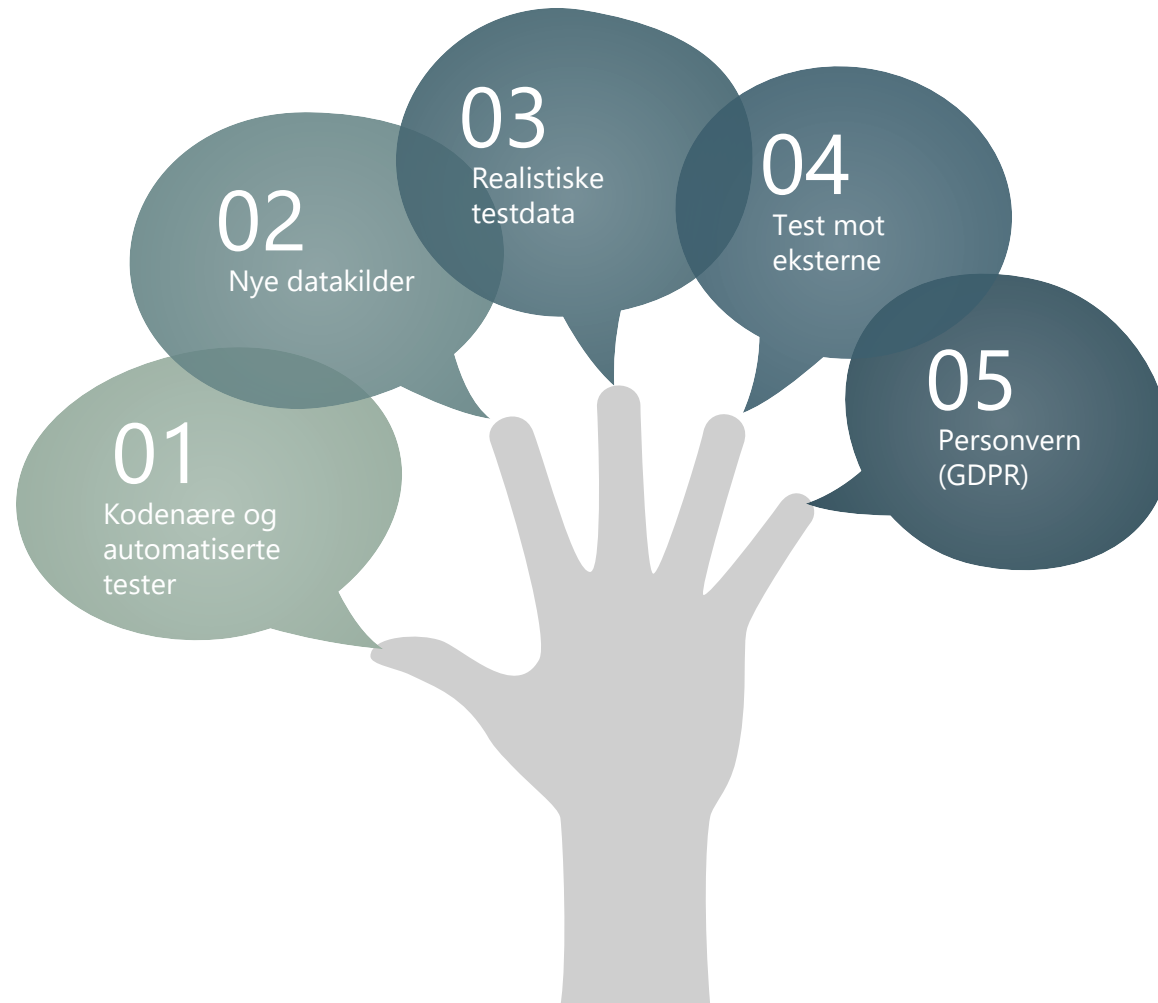 01
Kodenære og
automatiserte
tester
02
Nye datakilder
03
Realistiske
testdata
04
Test mot
eksterne
05
Personvern
(GDPR)